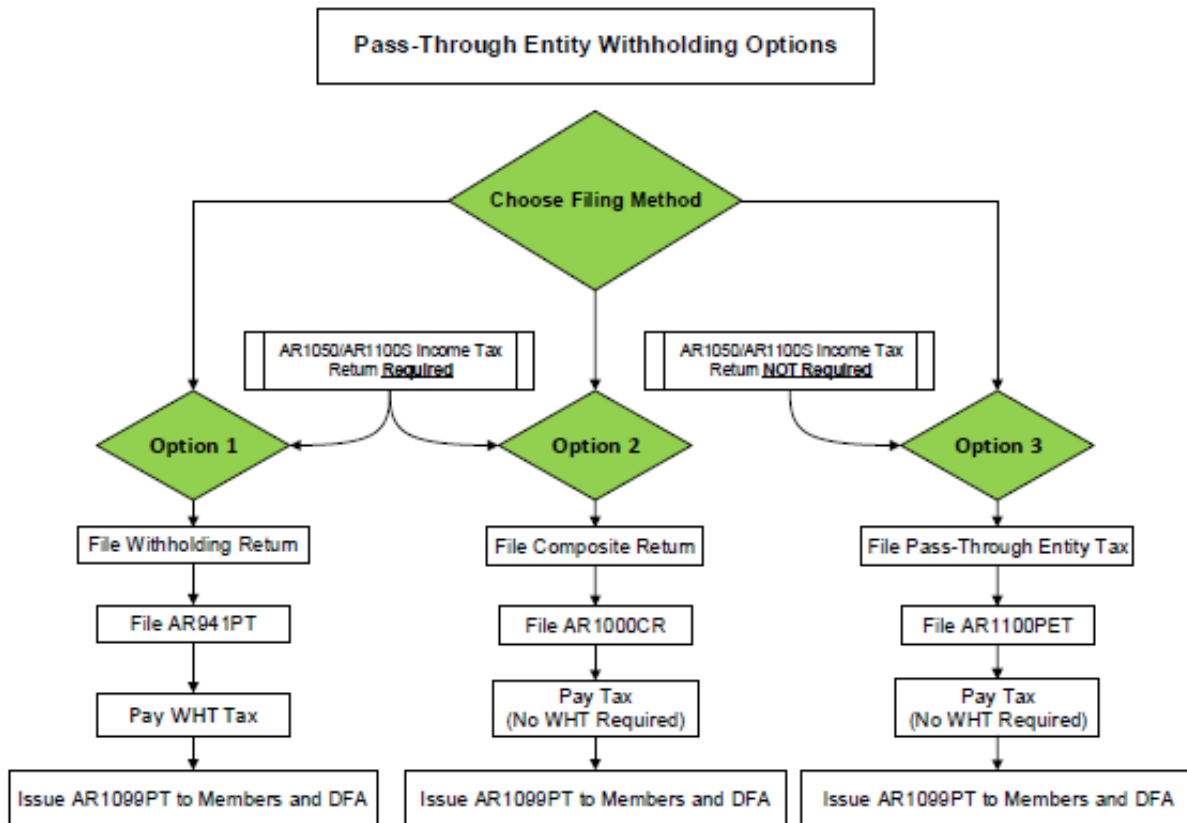 Pass-Through Entity Withholding Options
Choose Filing Method
AR1050/AR1100S Income Tax
Return Required
AR1050/AR1100S Income Tax
Return NOT Required
Option 1
Option 2
Option 3
File Withholding Return
File Composite Return
File Pass-Through Entity Tax
File AR941PT
File AR1000CR
File AR1100PET
Pay WHT Tax
Pay Tax
(No WHT Required)
Pay Tax
(No WHT Required)
Issue AR1099PT to Members and DFA
Issue AR1099PT to Members and DFA
Issue AR1099PT to Members and DFA